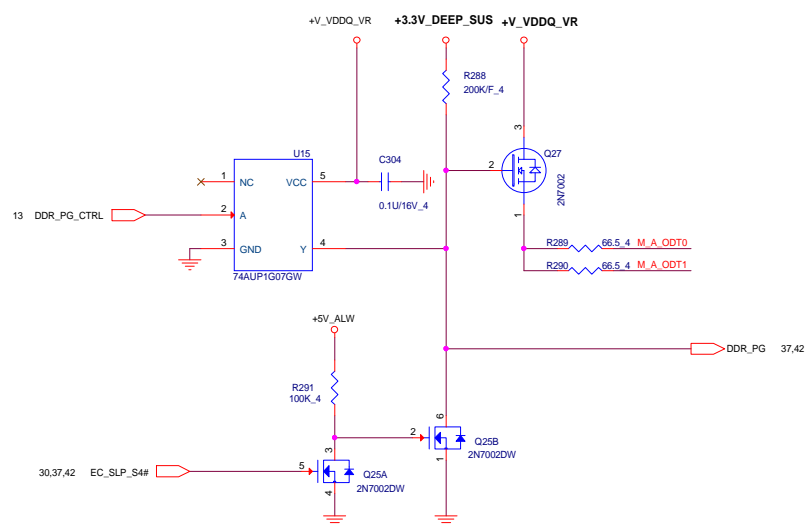 +V_VDDQ_VR
+3.3V_DEEP_SUS
+V_VDDQ_VR
R288
200K/F_4
3
U15
C304
2
Q27
2N7002
1
NC
VCC
5
0.1U/16V_4
13
DDR_PG_CTRL
2
A
1
3
GND
Y
4
R289
66.5_4
M_A_ODT0
R290
66.5_4
M_A_ODT1
74AUP1G07GW
+5V_ALW
DDR_PG
37,42
R291
100K_4
6
2
Q25B
2N7002DW
3
1
30,37,42
EC_SLP_S4#
5
Q25A
2N7002DW
4